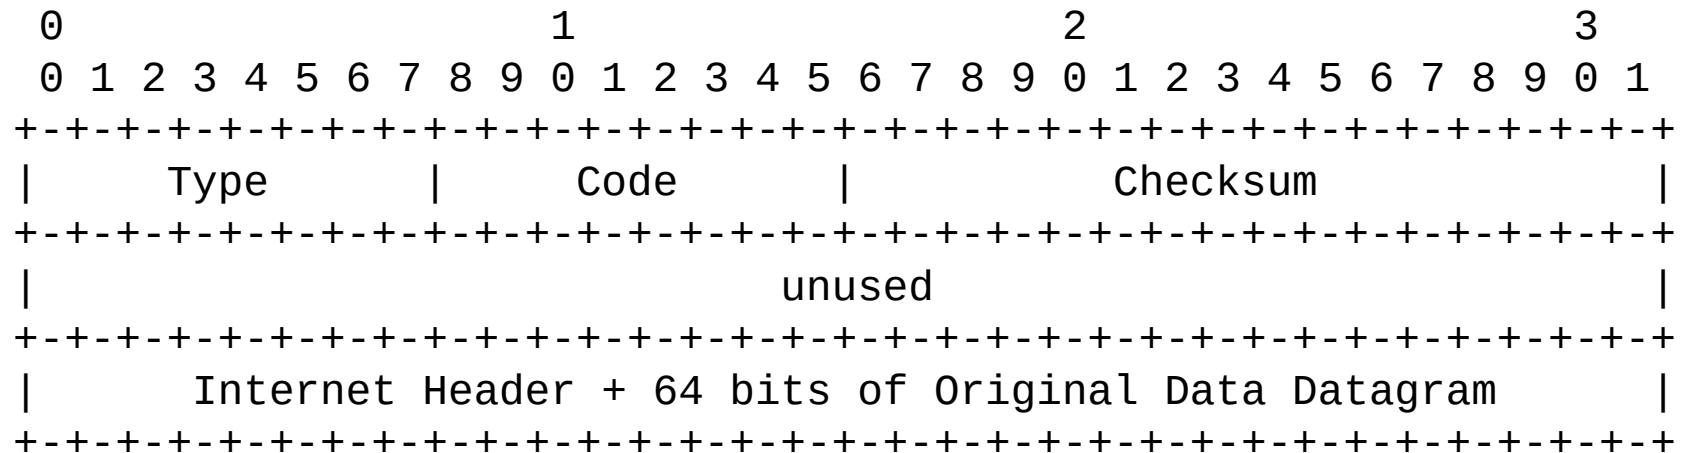 0                   1                   2                   3
 0 1 2 3 4 5 6 7 8 9 0 1 2 3 4 5 6 7 8 9 0 1 2 3 4 5 6 7 8 9 0 1
+-+-+-+-+-+-+-+-+-+-+-+-+-+-+-+-+-+-+-+-+-+-+-+-+-+-+-+-+-+-+-+-+
|     Type      |     Code      |          Checksum             |
+-+-+-+-+-+-+-+-+-+-+-+-+-+-+-+-+-+-+-+-+-+-+-+-+-+-+-+-+-+-+-+-+
|                             unused                            |
+-+-+-+-+-+-+-+-+-+-+-+-+-+-+-+-+-+-+-+-+-+-+-+-+-+-+-+-+-+-+-+-+
|      Internet Header + 64 bits of Original Data Datagram      |
+-+-+-+-+-+-+-+-+-+-+-+-+-+-+-+-+-+-+-+-+-+-+-+-+-+-+-+-+-+-+-+-+